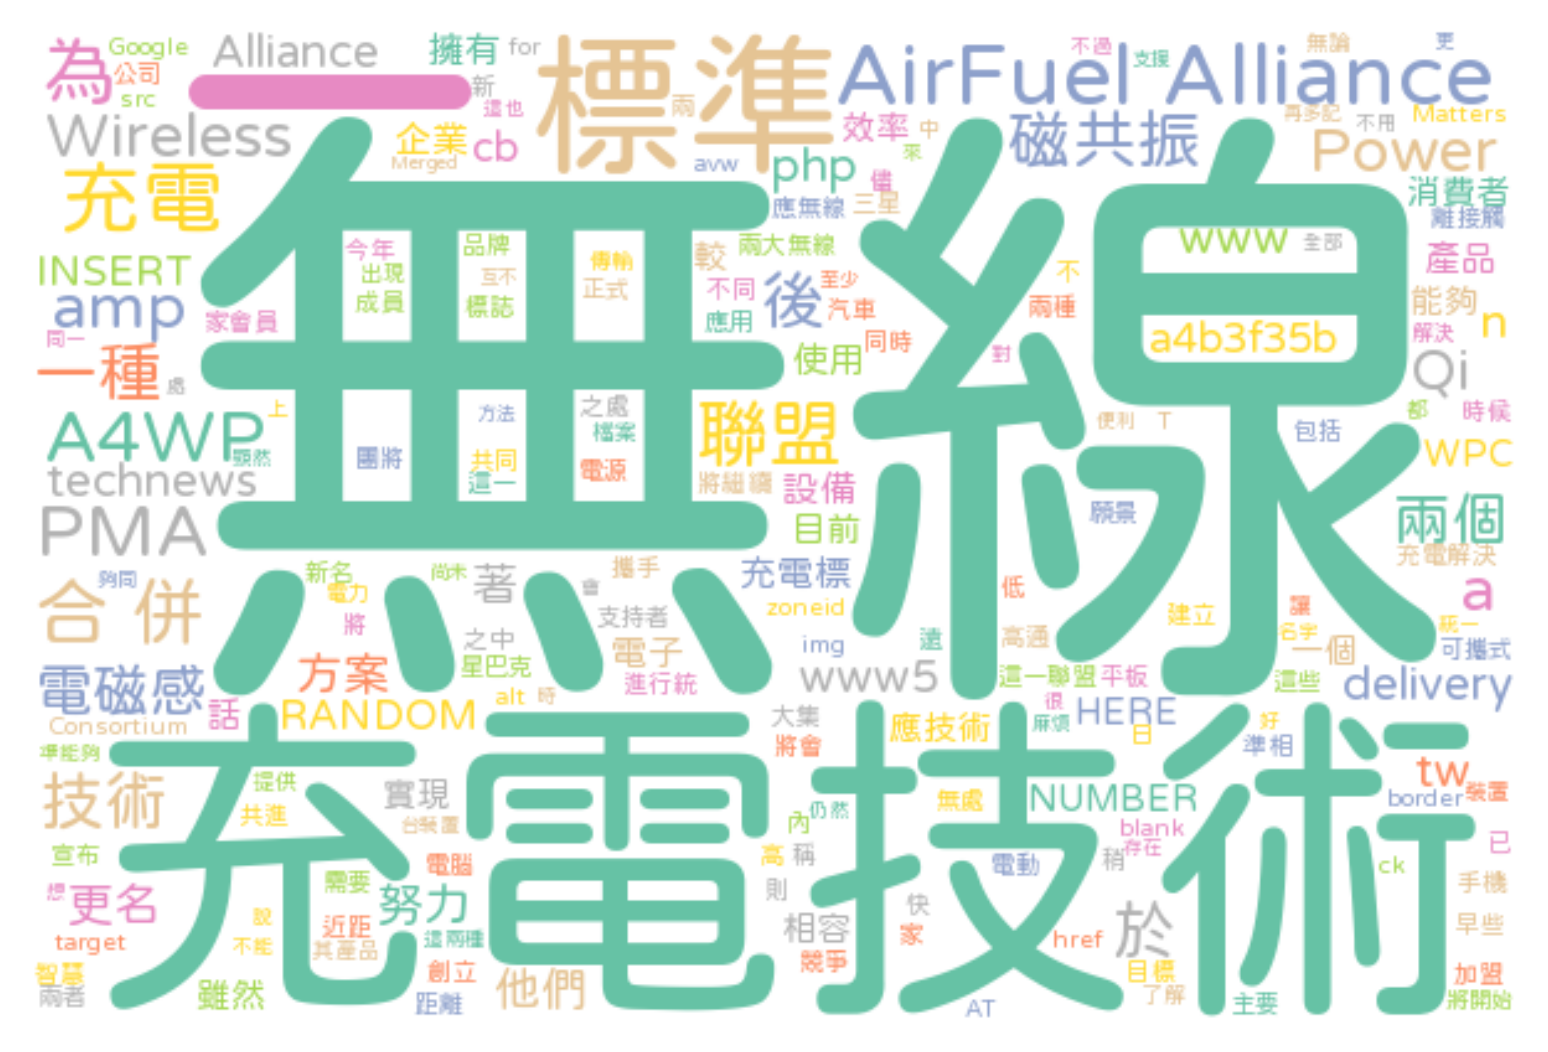 為 Google Alliance 擁有 for 標準 AirFuel Alliance 不過 支援 無論 更
公司 src 一 新 這也 兩 再多記 Matters
Wireless 企業 cb Merged avw php 效率 中 來 磁共振 不用 Power
充電 無線 儘 應無線 三星 消費者 離接觸
今年 品牌 傳輸 較 兩大無線 www 全部 產品
INSERT 出現 互不 正式 不同 後 至少 不 能夠
amp 成員 標誌 家會員 應用 汽車 兩種 n
同一 使用 同時 對 a4b3f35b 解決
一種 處 Qi
上 方法 之處 聯盟 便利 T 包括 都 時候
A4WP 顯然 團將 共同 檔案 WPC
technews 這一 電源 將繼續 設備 兩個
PMA 目前 願景 充電解決
夠同 新名 尚未 攜手 充電標
合併 電力 著 會 低 a
將 支持者 zoneid 建立 讓 統一
之中 電子 img 遠 高通 名字 一個 可攜式
電磁感 方案 星巴克 進行統 www5 這一聯盟 平板 這些 delivery
Consortium 話 RANDOM alt 時 大集 應技術 很 麻煩 HERE 日 好
準能夠 充電技術 將會 準相
技術 提供 實現 仍然 無處 NUMBER tw border 裝置
共進 台裝置 內 blank
宣布 電腦 高 稱 電動 稍 存在 ck 已
想 更名 需要 努力 則 快 手機
說 近距 相容 家 於 早些
target 不能 其產品 這兩種 競爭 href
智慧 創立 他們 目標 加盟
兩者 雖然 距離 AT 了解 主要 將開始